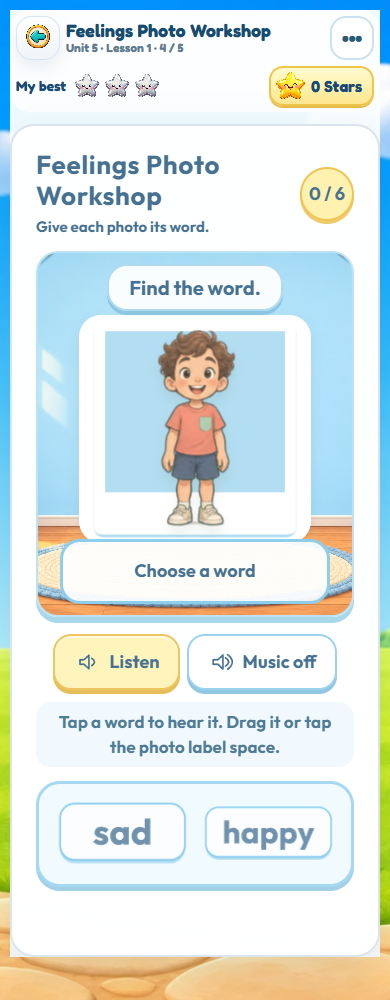 Feelings Photo Workshop
Unit 5 · Lesson 1 · 4 / 5
•••
My best
0 Stars
Feelings Photo
Workshop
0 / 6
Give each photo its word.
Find the word.
Choose a word
Listen
Music off
Tap a word to hear it. Drag it or tap
the photo label space.
sad
happy